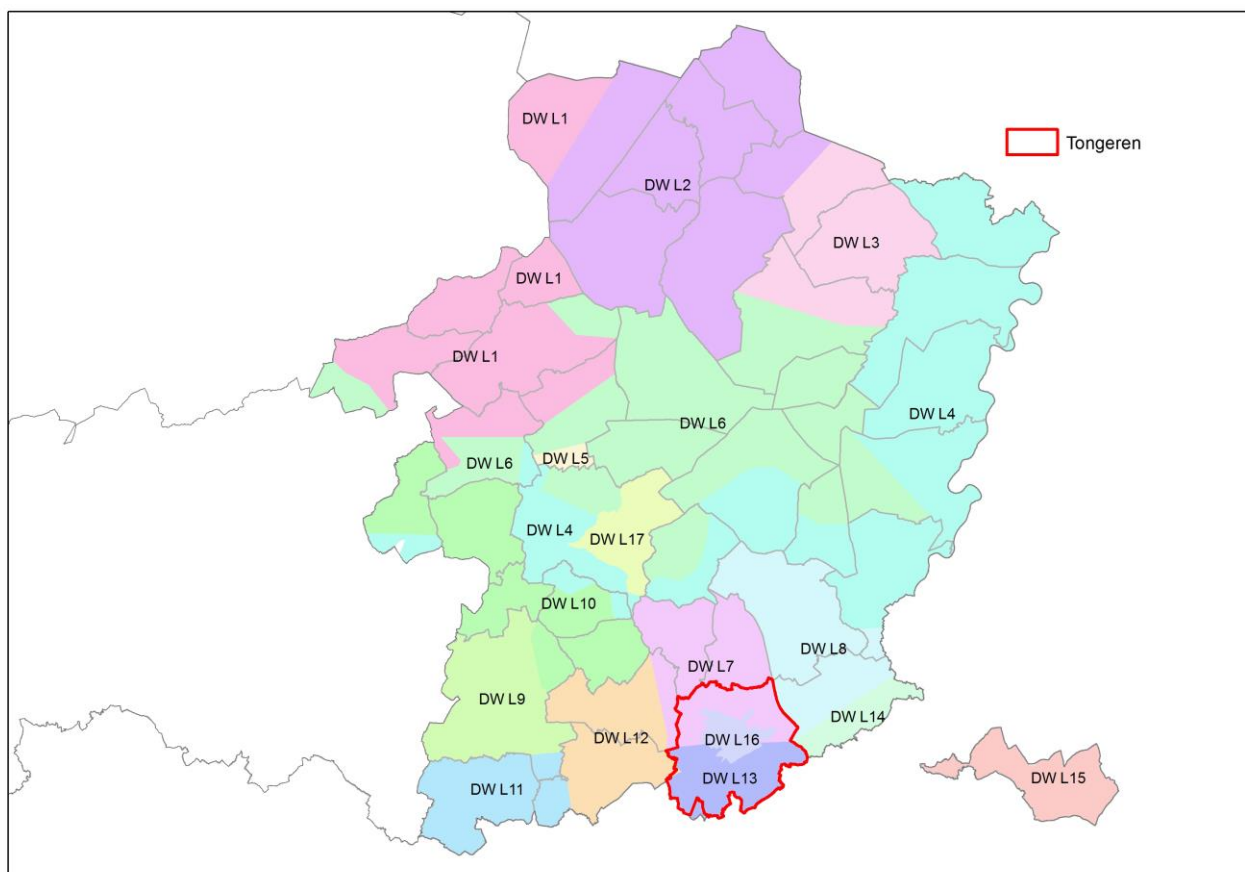 DW L1
Tongeren
DW L2
DW L3
DW L1
DW L1
DW L4
DW L6
DW L5
DW L6
DW L4
DW L17
DW L10
DW L8
DW L7
DW L9
DW L14
DW L12
DW L16
DW L13
DW L15
DW L11